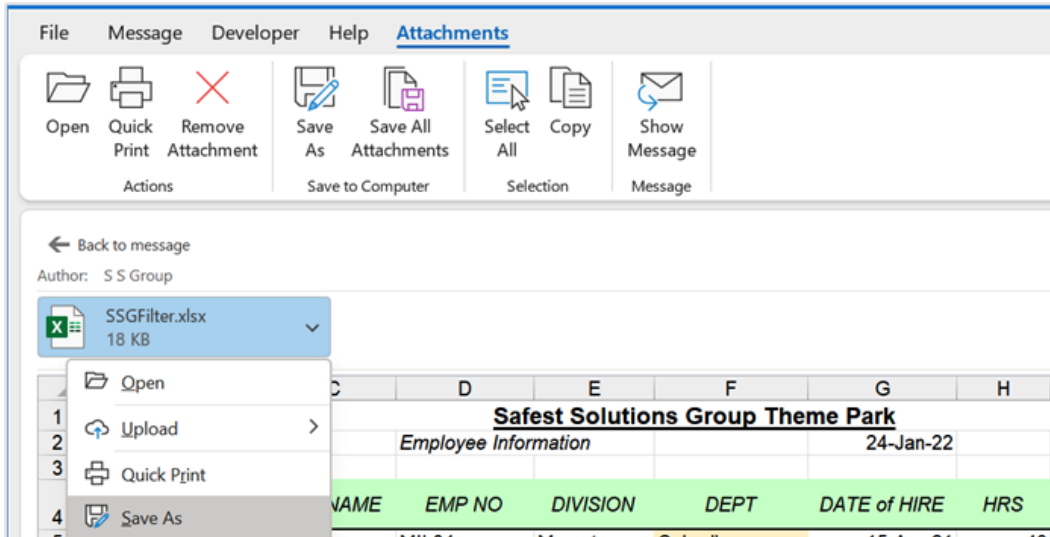 File Message Developer Help Attachments
Open Quick Print Remove Attachment Save As Save All Attachments Select All Copy Show Message
Actions Save to Computer Selection Message
Back to message
Author: S S Group
SSGFilter.xlsx
18 KB
Open
Upload
Quick Print
Save As
D E F G H
1 Safest Solutions Group Theme Park
2 Employee Information 24-Jan-22
3
4 NAME EMP NO DIVISION DEPT DATE of HIRE HRS